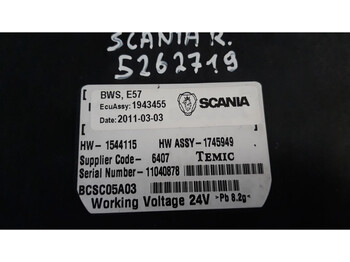 SCANIA R.
5262719
BWS, E57
EcuAssy: 1943455
Date: 2011-03-03
SCANIA
HW- 1544115 HW ASSY-1745949
Supplier Code- 6407 TEMIC
Serial Number- 11040878
BCSC05A03
Working Voltage 24V >Pb 8.2g<